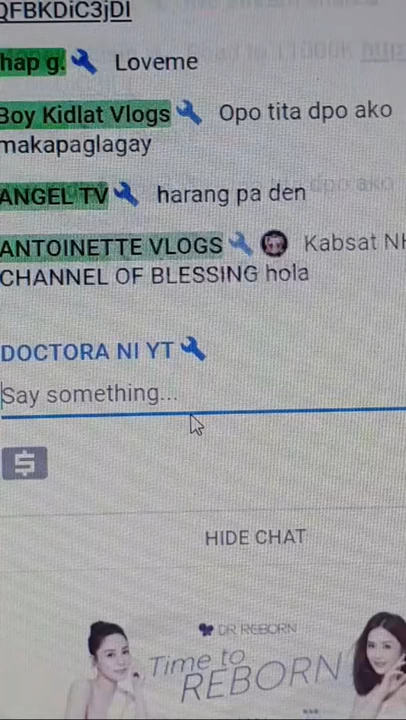 QFBKDiC3jDI
hap g. Loveme
Boy Kidlat Vlogs Opo tita dpo ako
makapaglagay
ANGEL TV harang pa den
ANTOINETTE VLOGS Kabsat NH
CHANNEL OF BLESSING hola
DOCTORA NI YT
Say something...
$
HIDE CHAT
DR REBORN
Time to
REBORN